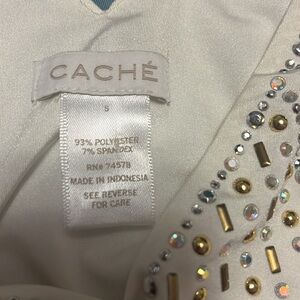 CACHÉ
S
93% POLYESTER
7% SPANDEX
RN# 74578
MADE IN INDONESIA
SEE REVERSE
FOR CARE